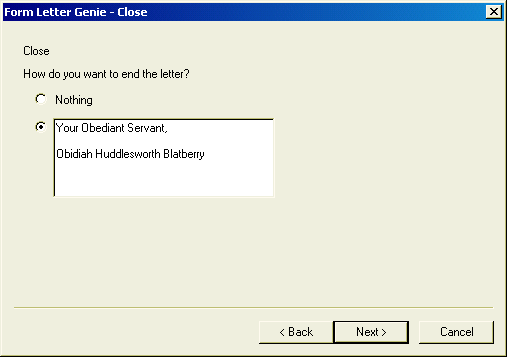 Form Letter Genie - Close
Close
How do you want to end the letter?
Nothing
Your Obediant Servant,
Obidiah Huddlesworth Blatberry
< Back
Next >
Cancel